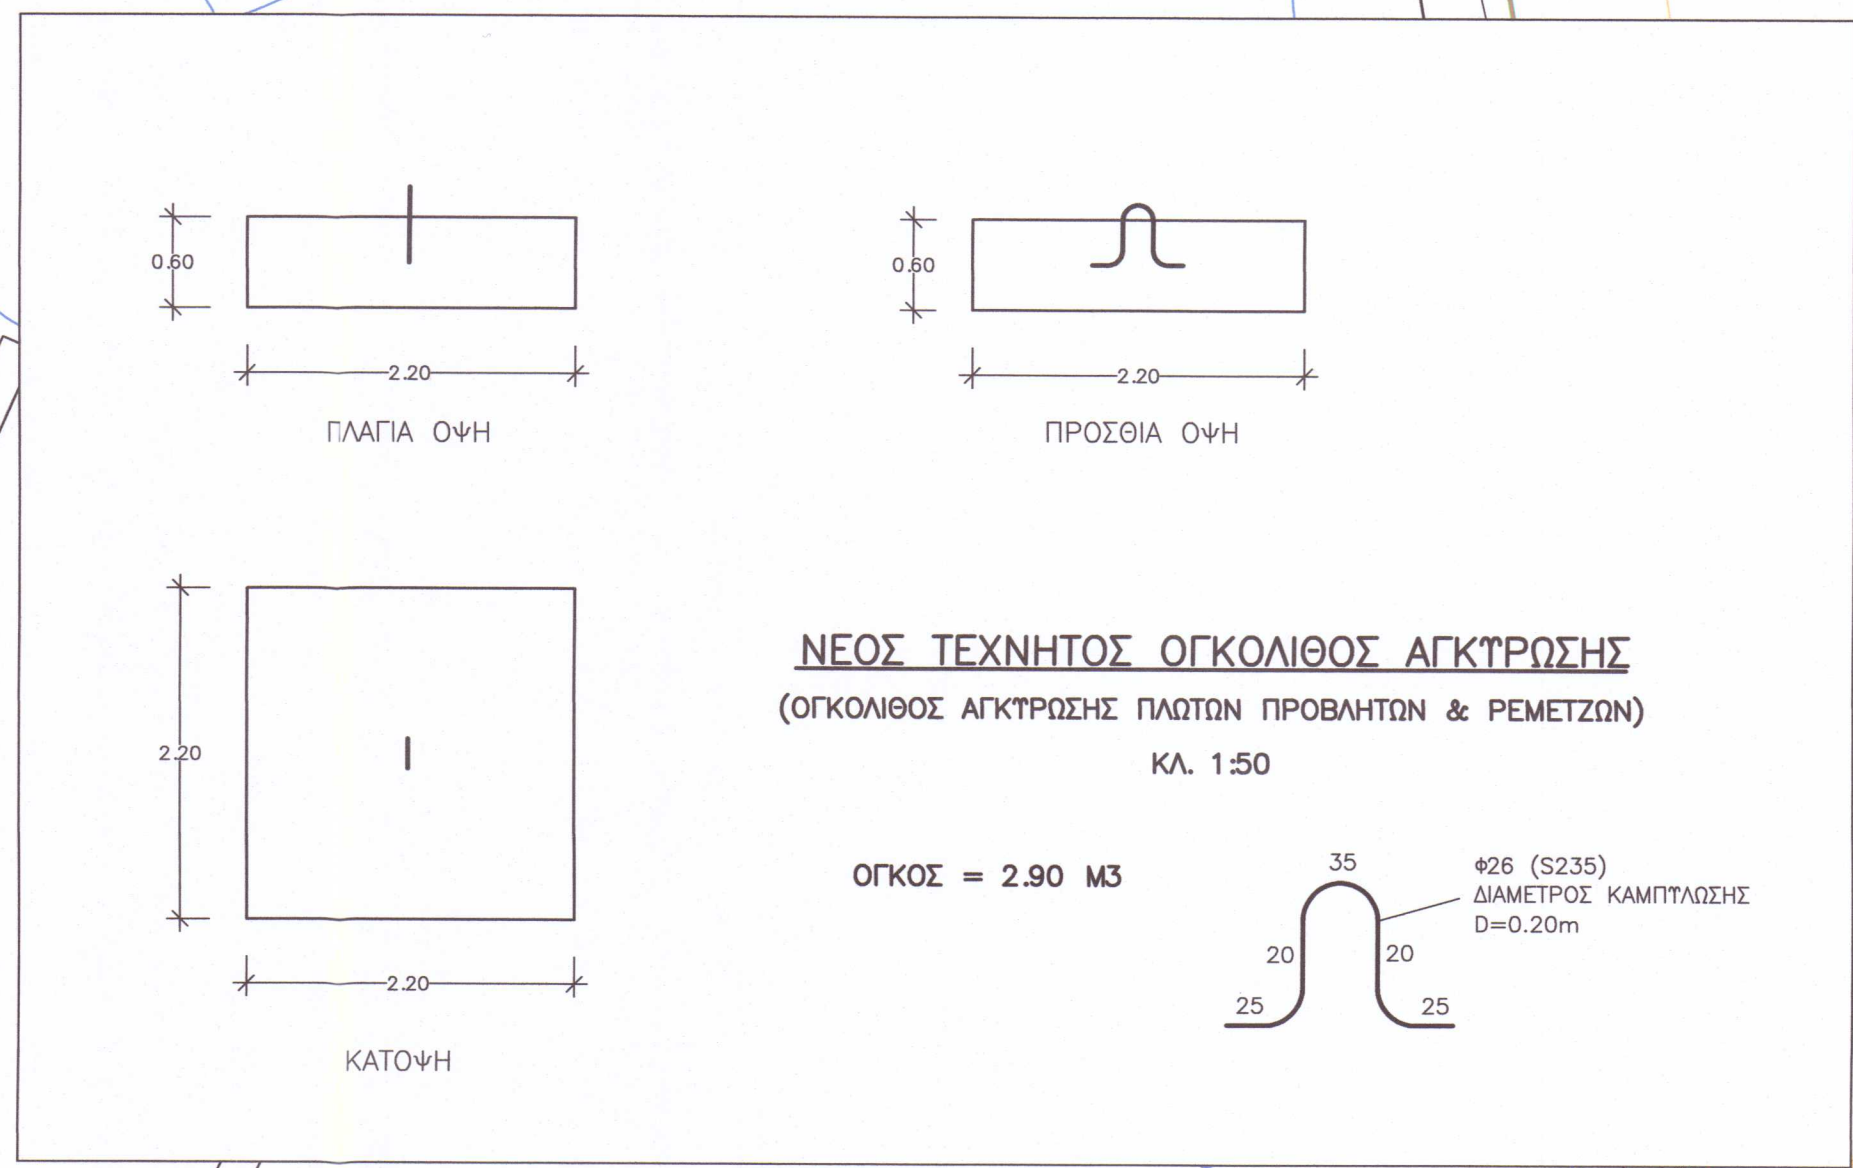 0.60
2.20
ΠΛΑΓΙΑ ΟΨΗ
0.60
2.20
ΠΡΟΣΘΙΑ ΟΨΗ
2.20
2.20
ΚΑΤΟΨΗ
ΝΕΟΣ ΤΕΧΝΗΤΟΣ ΟΓΚΟΛΙΘΟΣ ΑΓΚΥΡΩΣΗΣ
(ΟΓΚΟΛΙΘΟΣ ΑΓΚΥΡΩΣΗΣ ΠΛΩΤΩΝ ΠΡΟΒΛΗΤΩΝ & ΡΕΜΕΤΖΩΝ)
ΚΛ. 1:50
ΟΓΚΟΣ = 2.90 Μ3
35
20
20
25
25
Φ26 (S235)
ΔΙΑΜΕΤΡΟΣ ΚΑΜΠΥΛΩΣΗΣ
D=0.20m